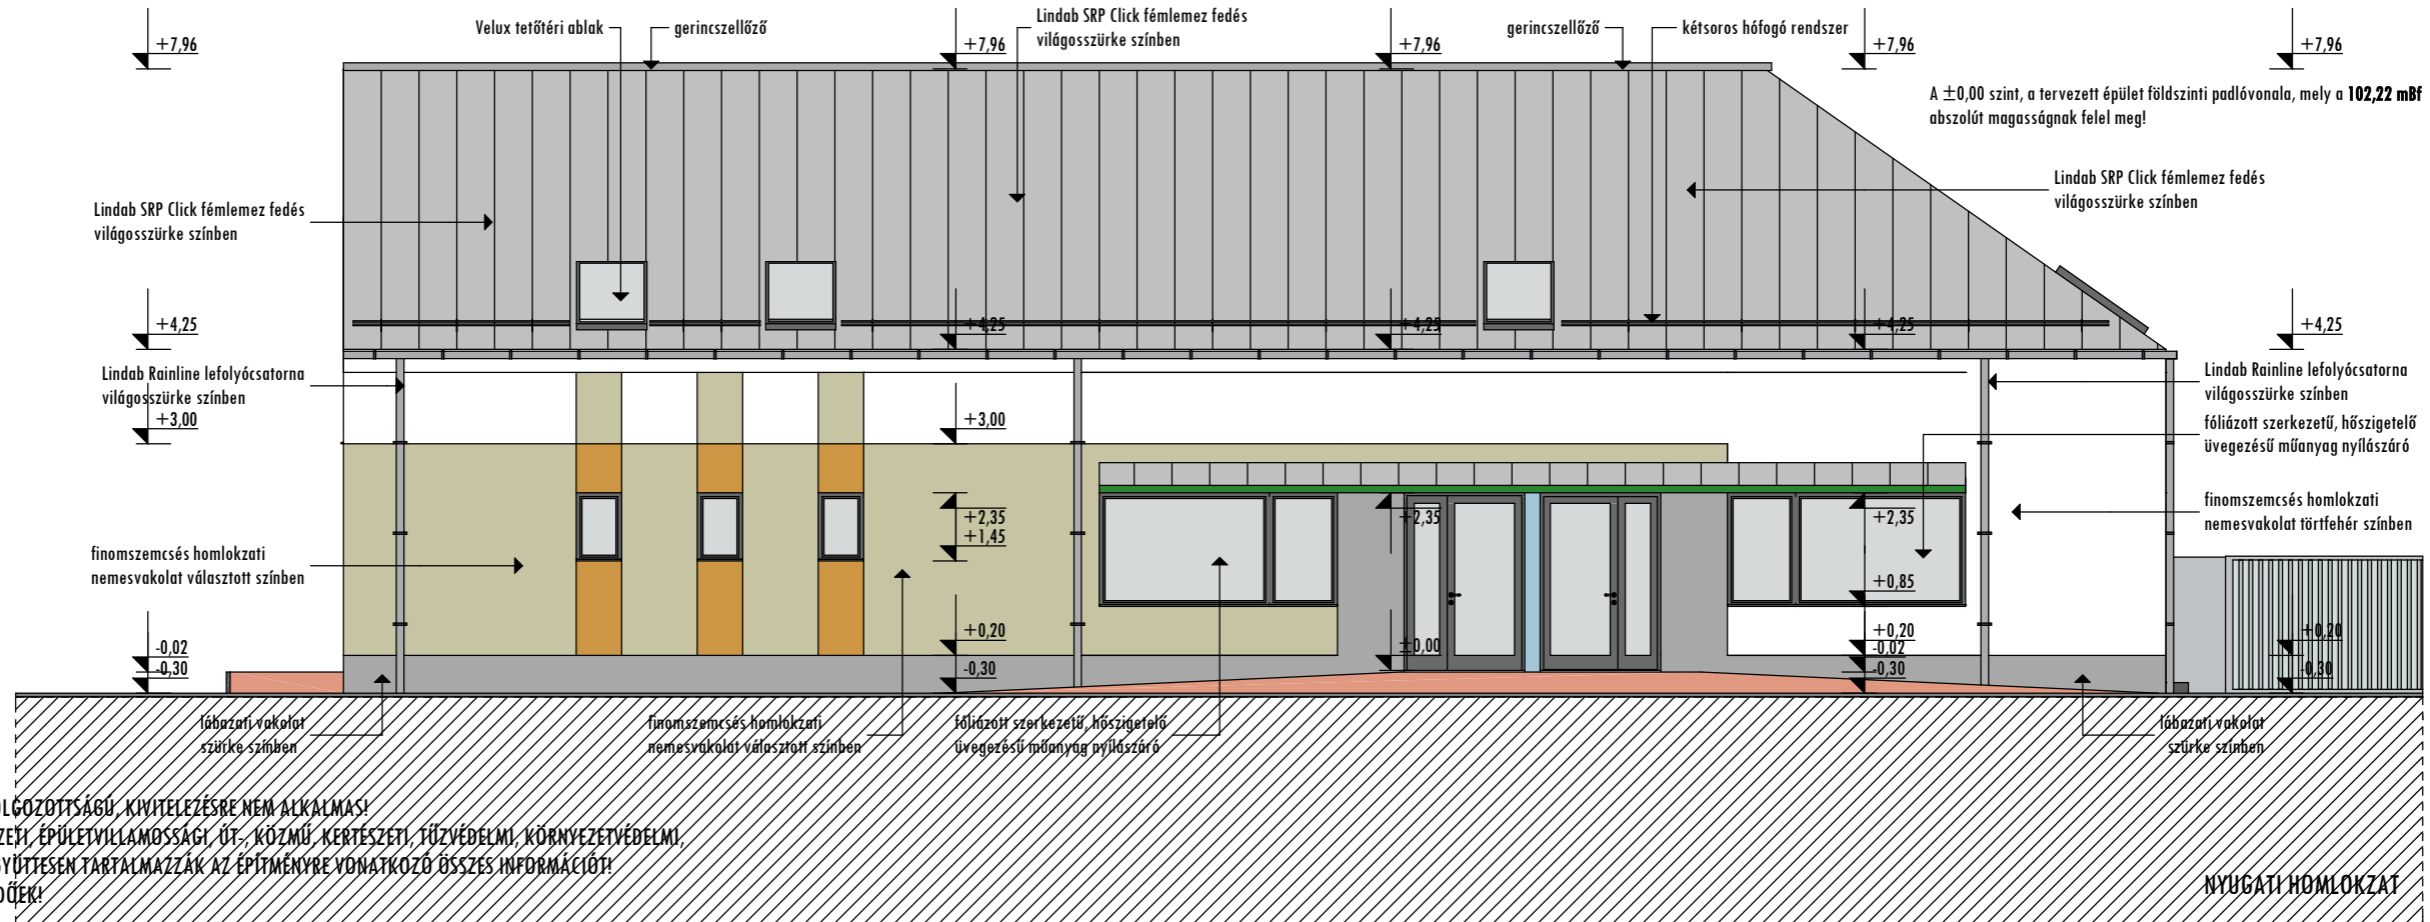 +7,96
Velux tetőtéri ablak
gerincszellőző
+7,96
Lindab SRP Click fémlemez fedés
világosszürke színben
+7,96
gerincszellőző
kétsoros hófogó rendszer
+7,96
+7,96
A ±0,00 szint, a tervezett épület földszinti padlóvonala, mely a 102,22 mBf
abszolút magasságnak felel meg!
Lindab SRP Click fémlemez fedés
világosszürke színben
Lindab SRP Click fémlemez fedés
világosszürke színben
+4,25
+4,25
+4,25
+4,25
+4,25
Lindab Rainline lefolyócsatorna
világosszürke színben
Lindab Rainline lefolyócsatorna
világosszürke színben
+3,00
+3,00
fóliázott szerkezetű, hőszigetelő
üvegezésű műanyag nyílászáró
finomszemcsés homlokzati
nemesvakolat törtfehér színben
+2,35
+1,45
+2,35
+2,35
finomszemcsés homlokzati
nemesvakolat választott színben
+0,85
-0,02
-0,30
+0,20
-0,30
±0,00
+0,20
-0,02
-0,30
+0,20
-0,30
lábazati vakolat
szürke színben
finomszemcsés homlokzati
nemesvakolat választott színben
fóliázott szerkezetű, hőszigetelő
üvegezésű műanyag nyílászáró
lábazati vakolat
szürke színben
OLGOZOTTSÁGÚ, KIVITELEZÉSRE NEM ALKALMAS!
ZETI, ÉPÜLETVILLAMOSSÁGI, ÚT-, KÖZMŰ, KERTÉSZETI, TŰZVÉDELMI, KÖRNYEZETVÉDELMI,
GYÜTTESEN TARTALMAZZÁK AZ ÉPÍTMÉNYRE VONATKOZÓ ÖSSZES INFORMÁCIÓT!
DŐEK!
NYUGATI HOMLOKZAT